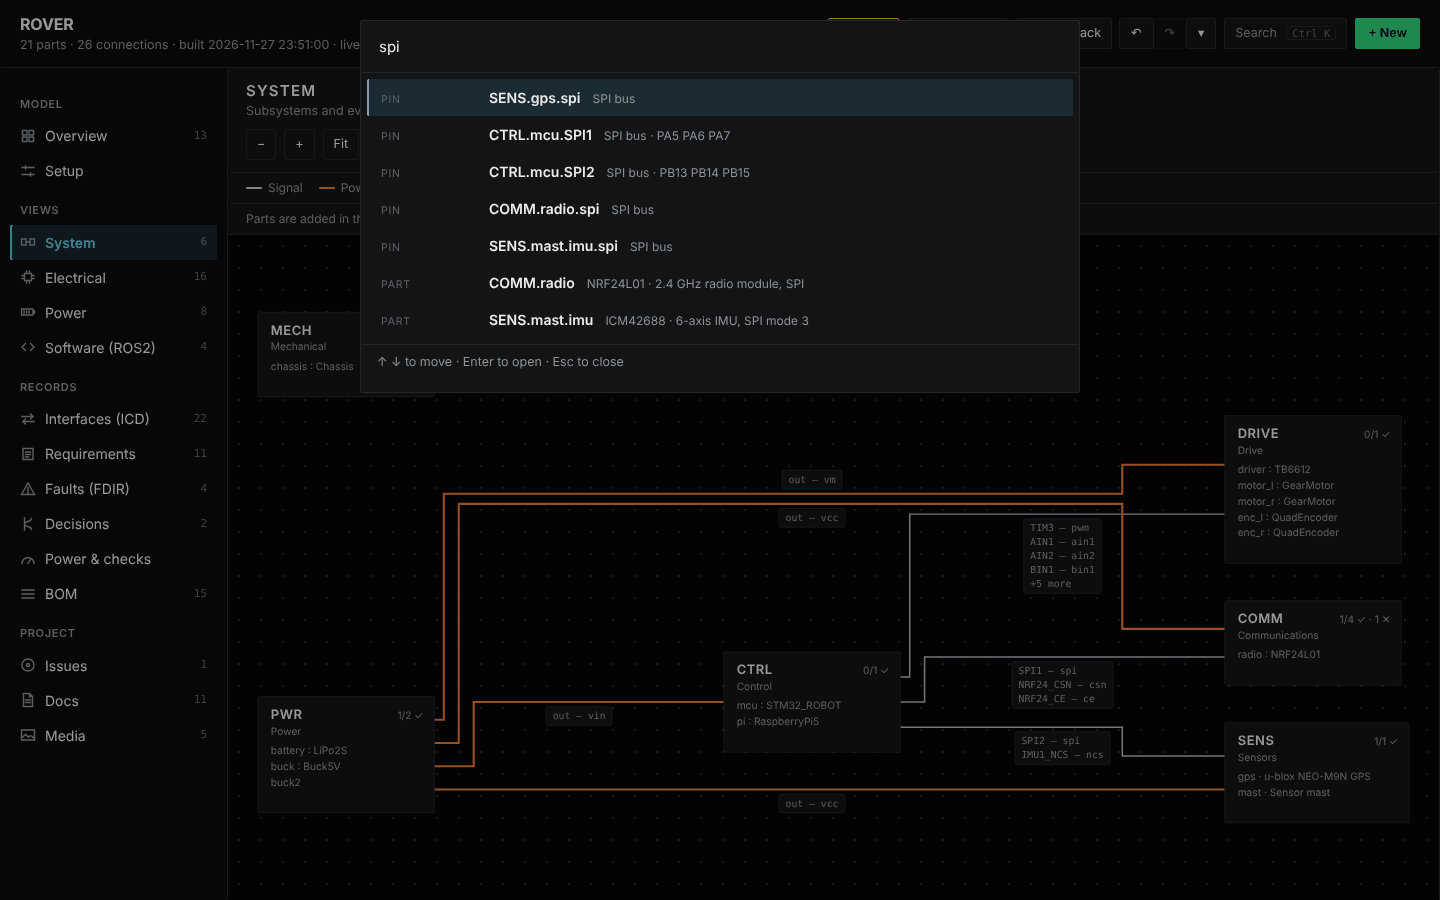 ROVER
21 parts · 26 connections · built 2026-11-27 23:51:00 · live
ack
Search Ctrl K
+ New
spi
PIN SENS.gps.spi SPI bus
PIN CTRL.mcu.SPI1 SPI bus · PA5 PA6 PA7
PIN CTRL.mcu.SPI2 SPI bus · PB13 PB14 PB15
PIN COMM.radio.spi SPI bus
PIN SENS.mast.imu.spi SPI bus
PART COMM.radio NRF24L01 · 2.4 GHz radio module, SPI
PART SENS.mast.imu ICM42688 · 6-axis IMU, SPI mode 3
↑ ↓ to move · Enter to open · Esc to close
MODEL
Overview 13
Setup
VIEWS
System 6
Electrical 16
Power 8
Software (ROS2) 4
RECORDS
Interfaces (ICD) 22
Requirements 11
Faults (FDIR) 4
Decisions 2
Power & checks
BOM 15
PROJECT
Issues 1
Docs 11
Media 5
SYSTEM
Subsystems and ev
− + Fit
Signal Pow
Parts are added in th
MECH
Mechanical
chassis : Chassis
PWR 1/2 ✓
Power
battery : LiPo2S
buck : Buck5V
buck2
out — vm
out — vcc
out — vin
out — vcc
CTRL 0/1 ✓
Control
mcu : STM32_ROBOT
pi : RaspberryPi5
TIM3 — pwm
AIN1 — ain1
AIN2 — ain2
BIN1 — bin1
+5 more
SPI1 — spi
NRF24_CSN — csn
NRF24_CE — ce
SPI2 — spi
IMU1_NCS — ncs
DRIVE 0/1 ✓
Drive
driver : TB6612
motor_l : GearMotor
motor_r : GearMotor
enc_l : QuadEncoder
enc_r : QuadEncoder
COMM 1/4 ✓ · 1 ✕
Communications
radio : NRF24L01
SENS 1/1 ✓
Sensors
gps · u-blox NEO-M9N GPS
mast · Sensor mast